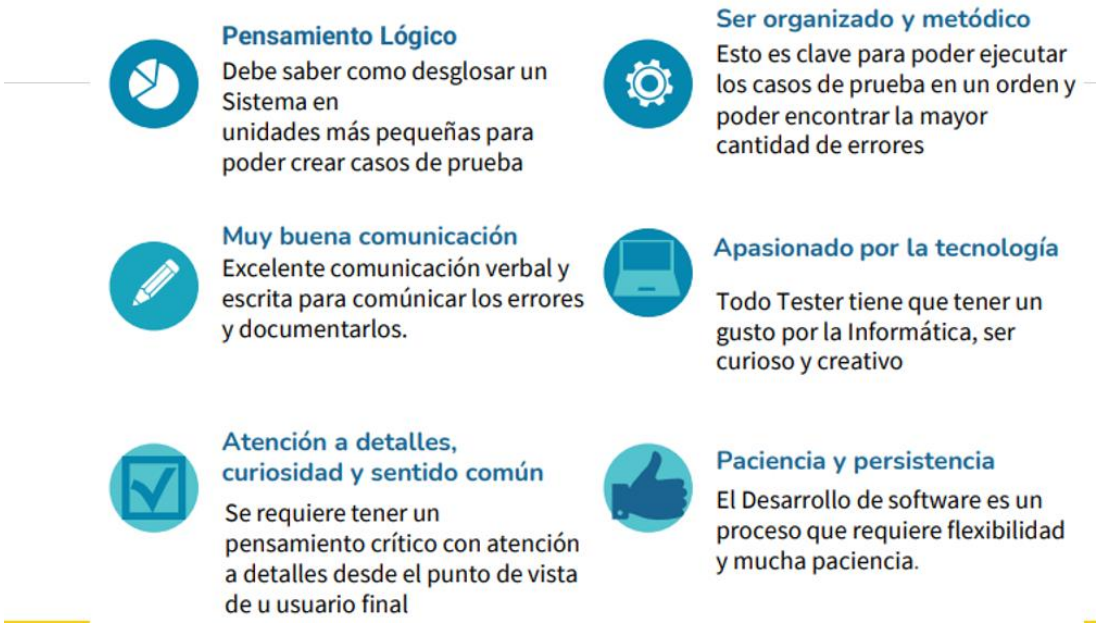 Pensamiento Lógico
Debe saber como desglosar un
Sistema en
unidades más pequeñas para
poder crear casos de prueba
Ser organizado y metódico
Esto es clave para poder ejecutar
los casos de prueba en un orden y
poder encontrar la mayor
cantidad de errores
Muy buena comunicación
Excelente comunicación verbal y
escrita para comúnicar los errores
y documentarlos.
Apasionado por la tecnología
Todo Tester tiene que tener un
gusto por la Informática, ser
curioso y creativo
Atención a detalles,
curiosidad y sentido común
Se requiere tener un
pensamiento crítico con atención
a detalles desde el punto de vista
de u usuario final
Paciencia y persistencia
El Desarrollo de software es un
proceso que requiere flexibilidad
y mucha paciencia.